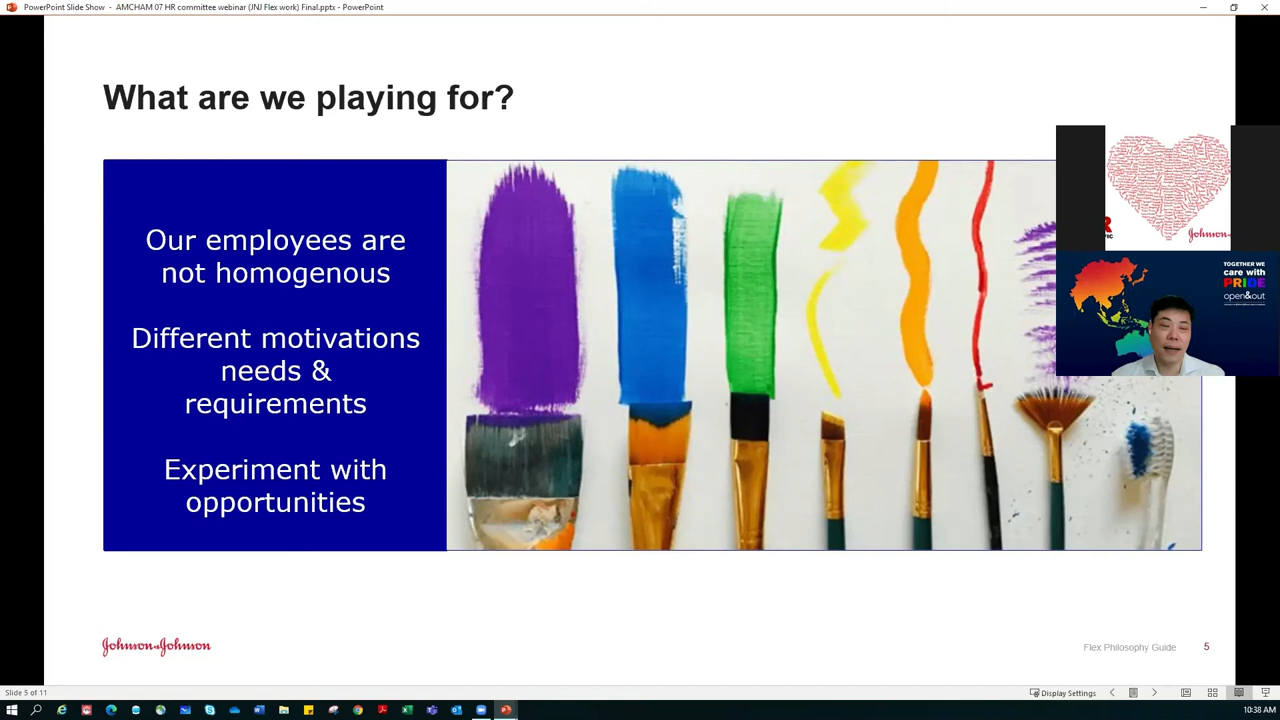 PowerPoint Slide Show - AMCHAM 07 HR committee webinar (JNJ Flex work) Final.pptx - PowerPoint
What are we playing for?
Our employees are
not homogenous
Different motivations
needs &
requirements
Experiment with
opportunities
Johnson
TOGETHER WE
care with
PRIDE
open&out
Johnson & Johnson
Flex Philosophy Guide
5
Slide 5 of 11
Display Settings
10:38 AM